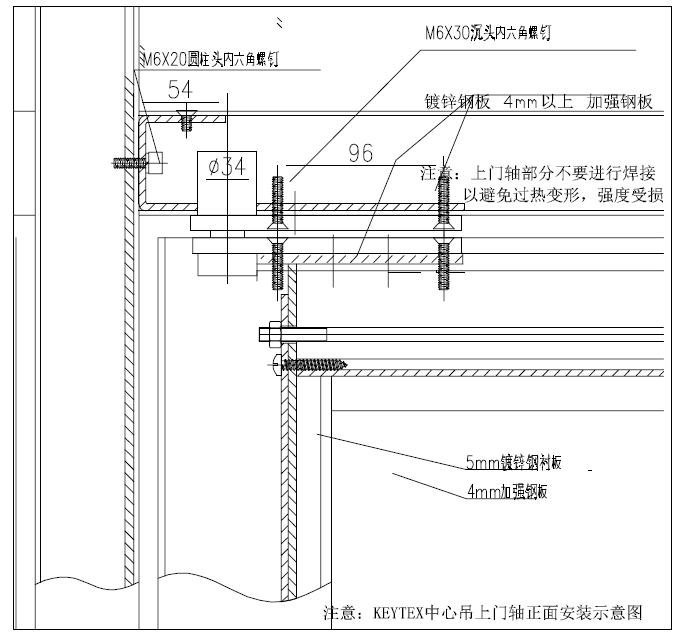 M6X30沉头内六角螺钉
M6X20圆柱头内六角螺钉
54
镀锌钢板 4mm以上 加强钢板
96
Ø34
注意：上门轴部分不要进行焊接
以避免过热变形，强度受损
5mm镀锌钢衬板
4mm加强钢板
注意：KEYTEX中心吊上门轴正面安装示意图